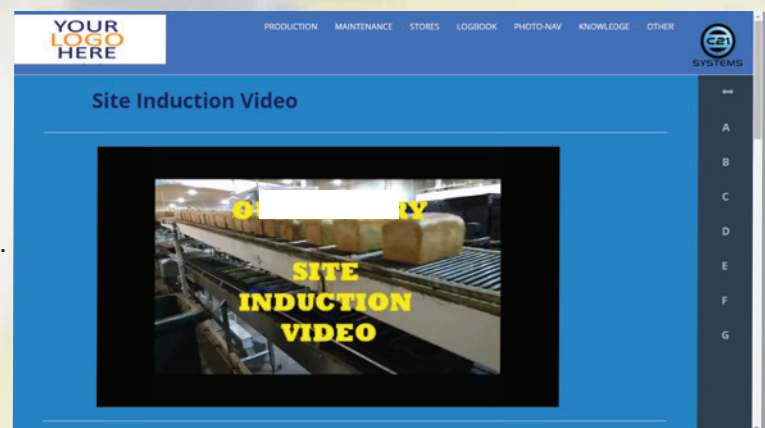 YOUR
LOGO
HERE
PRODUCTION MAINTENANCE STORES LOGBOOK PHOTO-NAV KNOWLEDGE OTHER
C21
SYSTEMS
Site Induction Video
A
B
C
D
E
F
G
SITE
INDUCTION
VIDEO